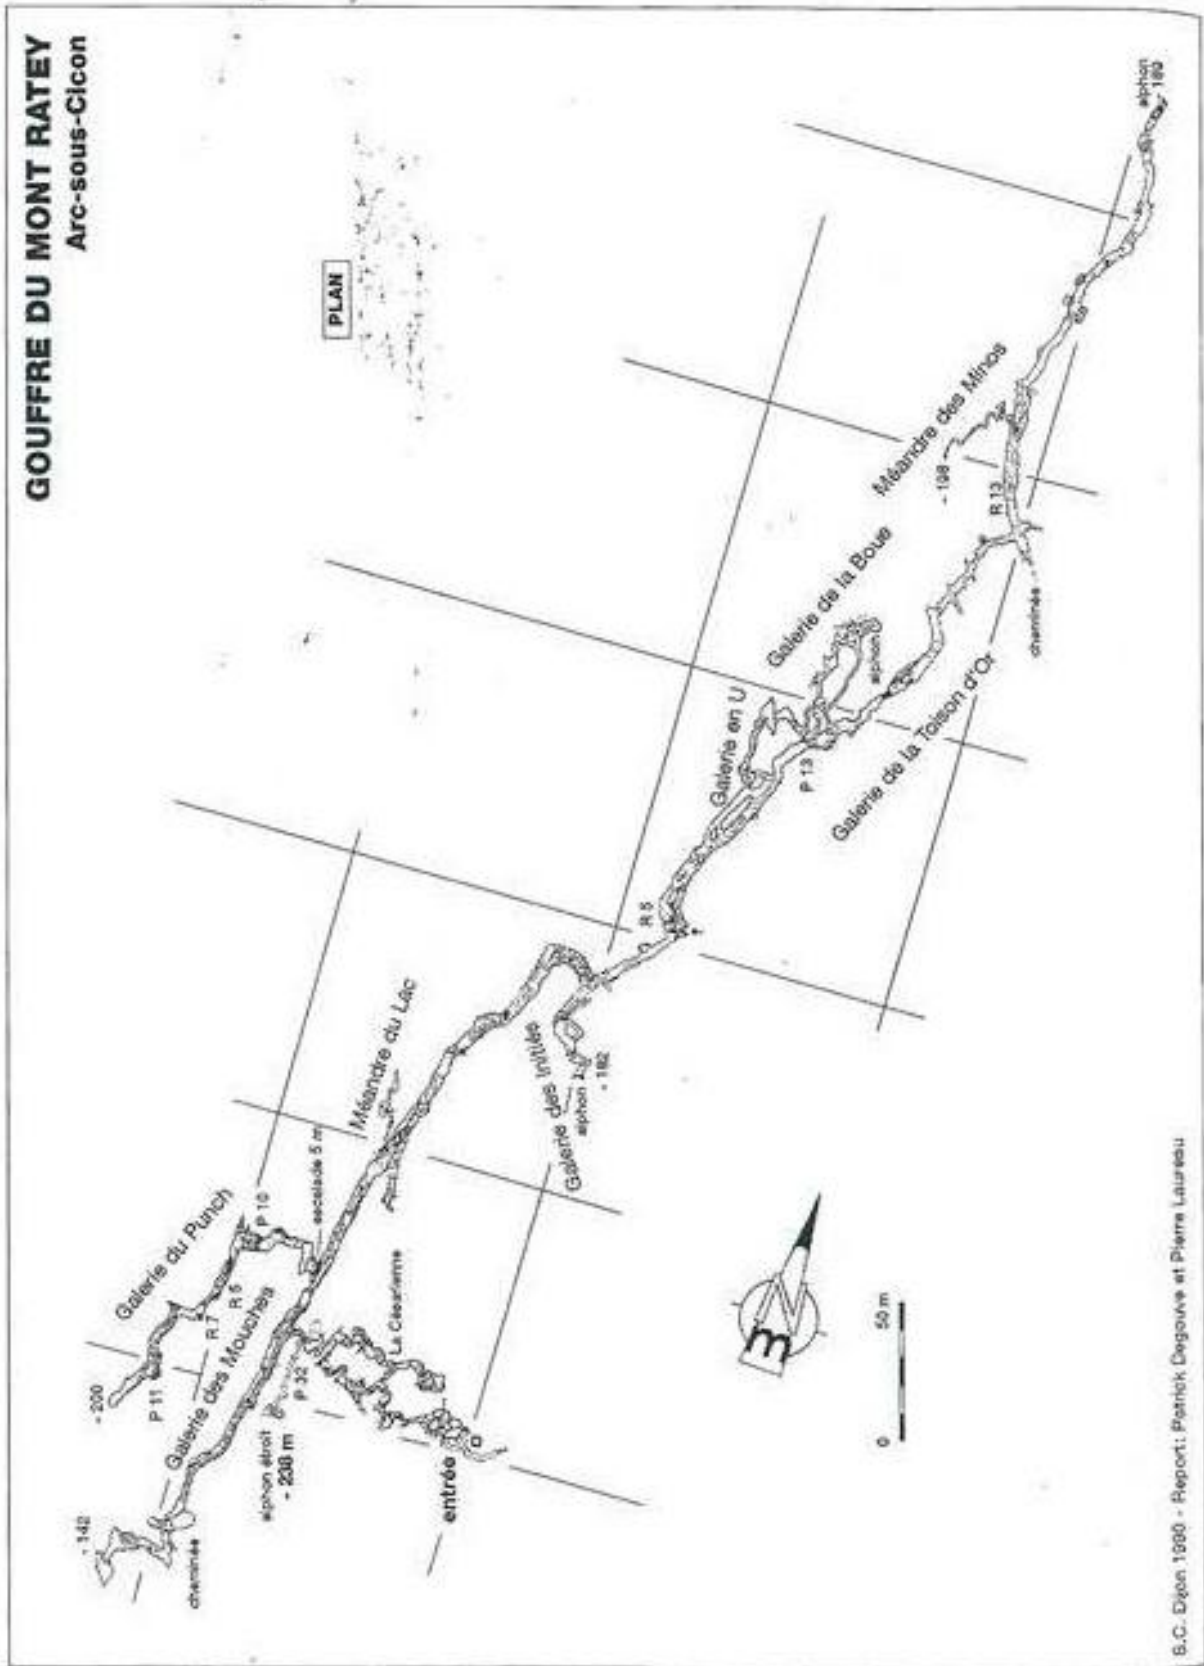 GOUFFRE DU MONT RATEY
Arc-sous-Cicon
PLAN
- 142
cheminée
Galerie des Mouches
- 200
P 11
R 7
R 5
Galerie du Punch
P 10
escalade 5 m
siphon étroit
- 238 m
P 32
La Césarienne
entrée
Méandre du Lac
Galerie des Initiés
siphon
- 192
R 5
Galerie en U
P 13
Galerie de la Boue
siphon
Galerie de la Toison d'Or
Méandre des Minos
- 198
R 13
cheminée
siphon
- 189
0 50 m
S.C. Dijon 1990 - Report: Patrick Degouve et Pierre Laureau